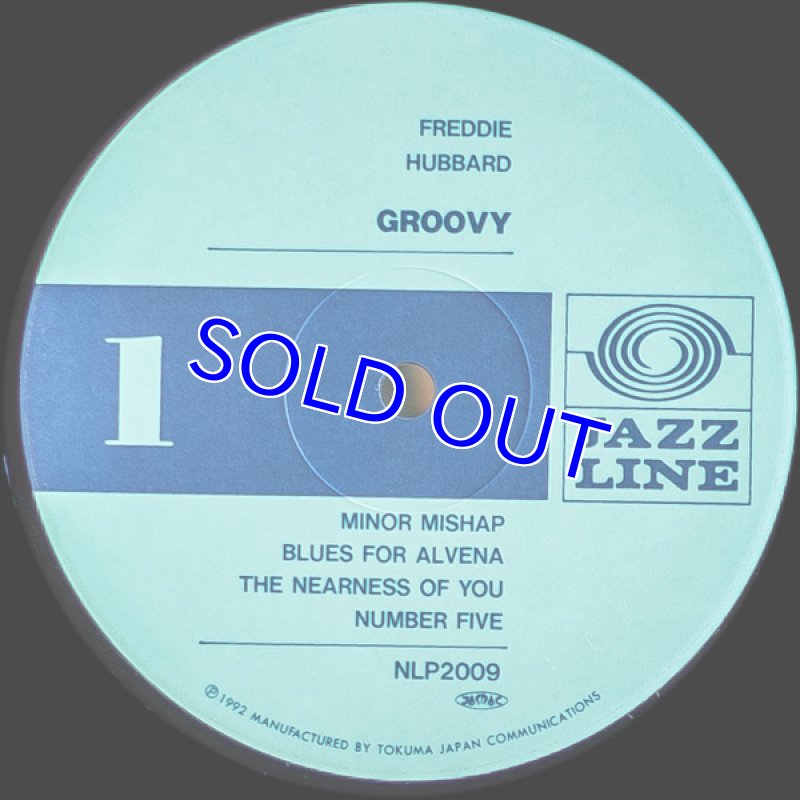 FREDDIE
HUBBARD
GROOVY
1
SOLD OUT
JAZZ
LINE
MINOR MISHAP
BLUES FOR ALVENA
THE NEARNESS OF YOU
NUMBER FIVE
NLP2009
Ⓟ1992 MANUFACTURED BY TOKUMA JAPAN COMMUNICATIONS